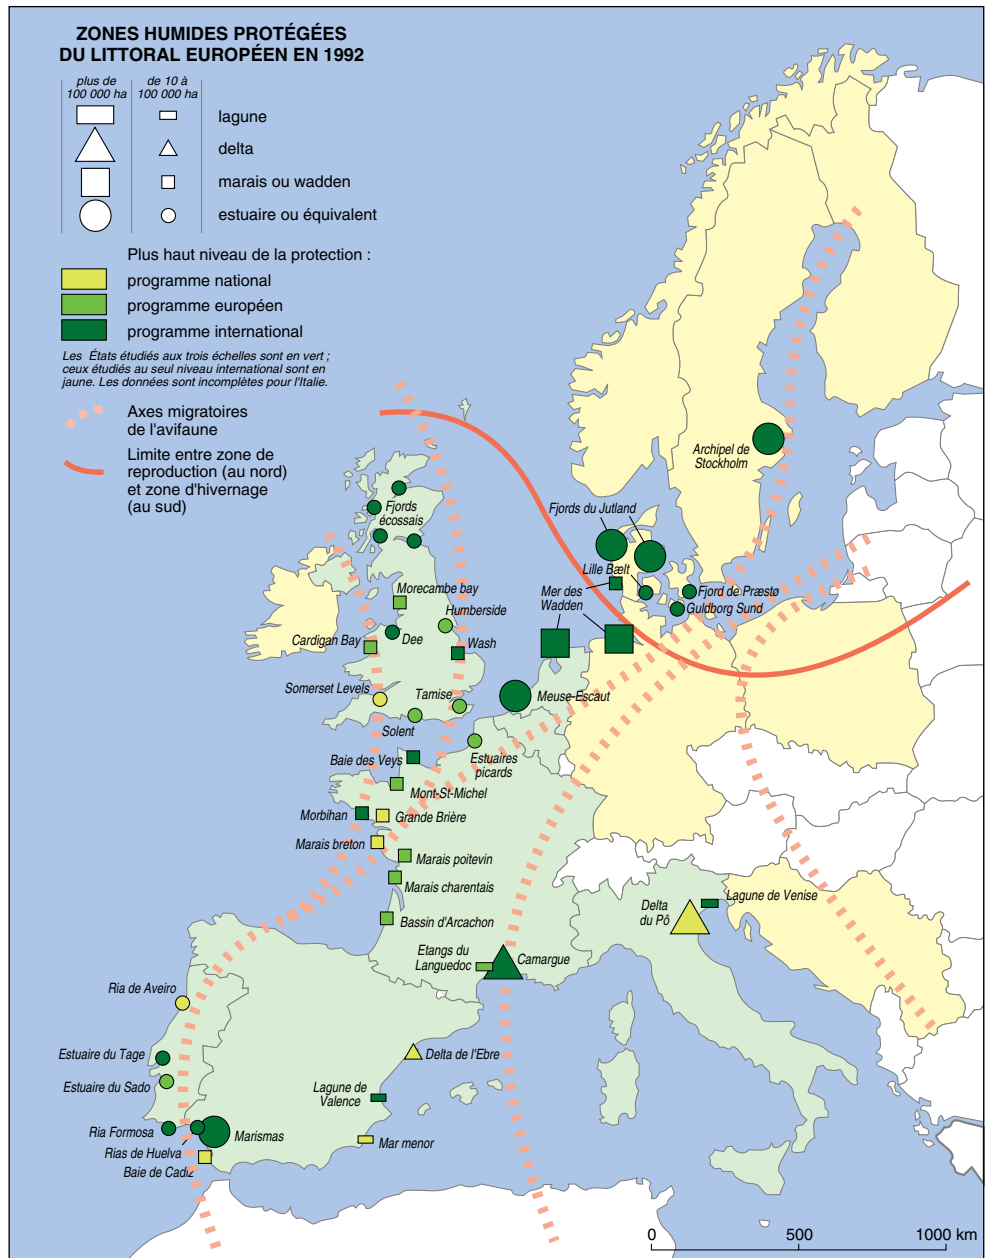 ZONES HUMIDES PROTÉGÉES
DU LITTORAL EUROPÉEN EN 1992
plus de
100 000 ha
de 10 à
100 000 ha
lagune
delta
marais ou wadden
estuaire ou équivalent
Plus haut niveau de la protection :
programme national
programme européen
programme international
Les États étudiés aux trois échelles sont en vert ;
ceux étudiés au seul niveau international sont en
jaune. Les données sont incomplètes pour l'Italie.
Axes migratoires
de l'avifaune
Limite entre zone de
reproduction (au nord)
et zone d'hivernage
(au sud)
Archipel de
Stockholm
Fjords
écossais
Fjords du Jutland
Lille Bælt
Mer des
Wadden
Fjord de Præstø
Guldborg Sund
Morecambe bay
Humberside
Cardigan Bay
Dee
Wash
Somerset Levels
Tamise
Meuse-Escaut
Solent
Baie des Veys
Estuaires
picards
Mont-St-Michel
Morbihan
Grande Brière
Marais breton
Marais poitevin
Marais charentais
Bassin d'Arcachon
Delta
du Pô
Lagune de Venise
Etangs du
Languedoc
Camargue
Ria de Aveiro
Estuaire du Tage
Delta de l'Ebre
Estuaire du Sado
Lagune de
Valence
Ria Formosa
Marismas
Mar menor
Rias de Huelva
Baie de Cadiz
0 500 1000 km